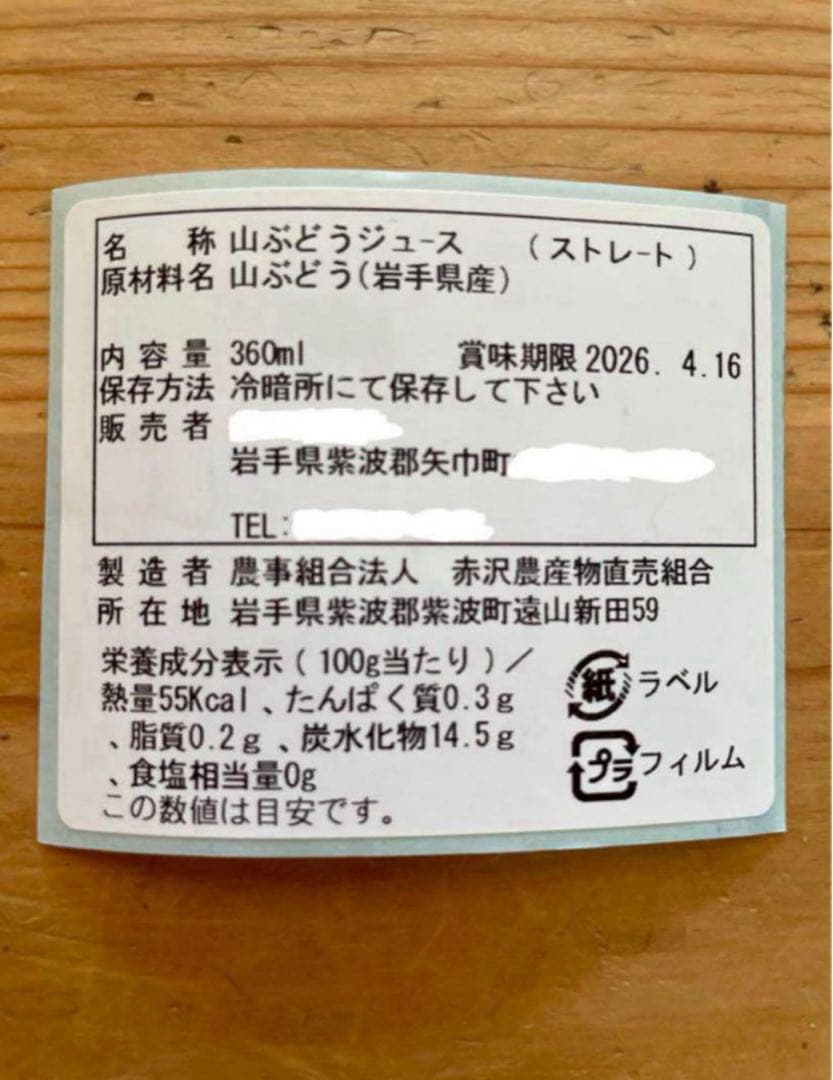 名 称 山ぶどうジュース (ストレート)
原材料名 山ぶどう(岩手県産)
内容量 360ml 賞味期限 2026. 4.16
保存方法 冷暗所にて保存して下さい
販売者
岩手県紫波郡矢巾町
TEL:
製造者 農事組合法人 赤沢農産物直売組合
所在地 岩手県紫波郡紫波町遠山新田59
栄養成分表示(100g当たり)/
熱量55Kcal、たんぱく質0.3g
、脂質0.2g、炭水化物14.5g
、食塩相当量0g
この数値は目安です。
紙 ラベル
プラ フィルム